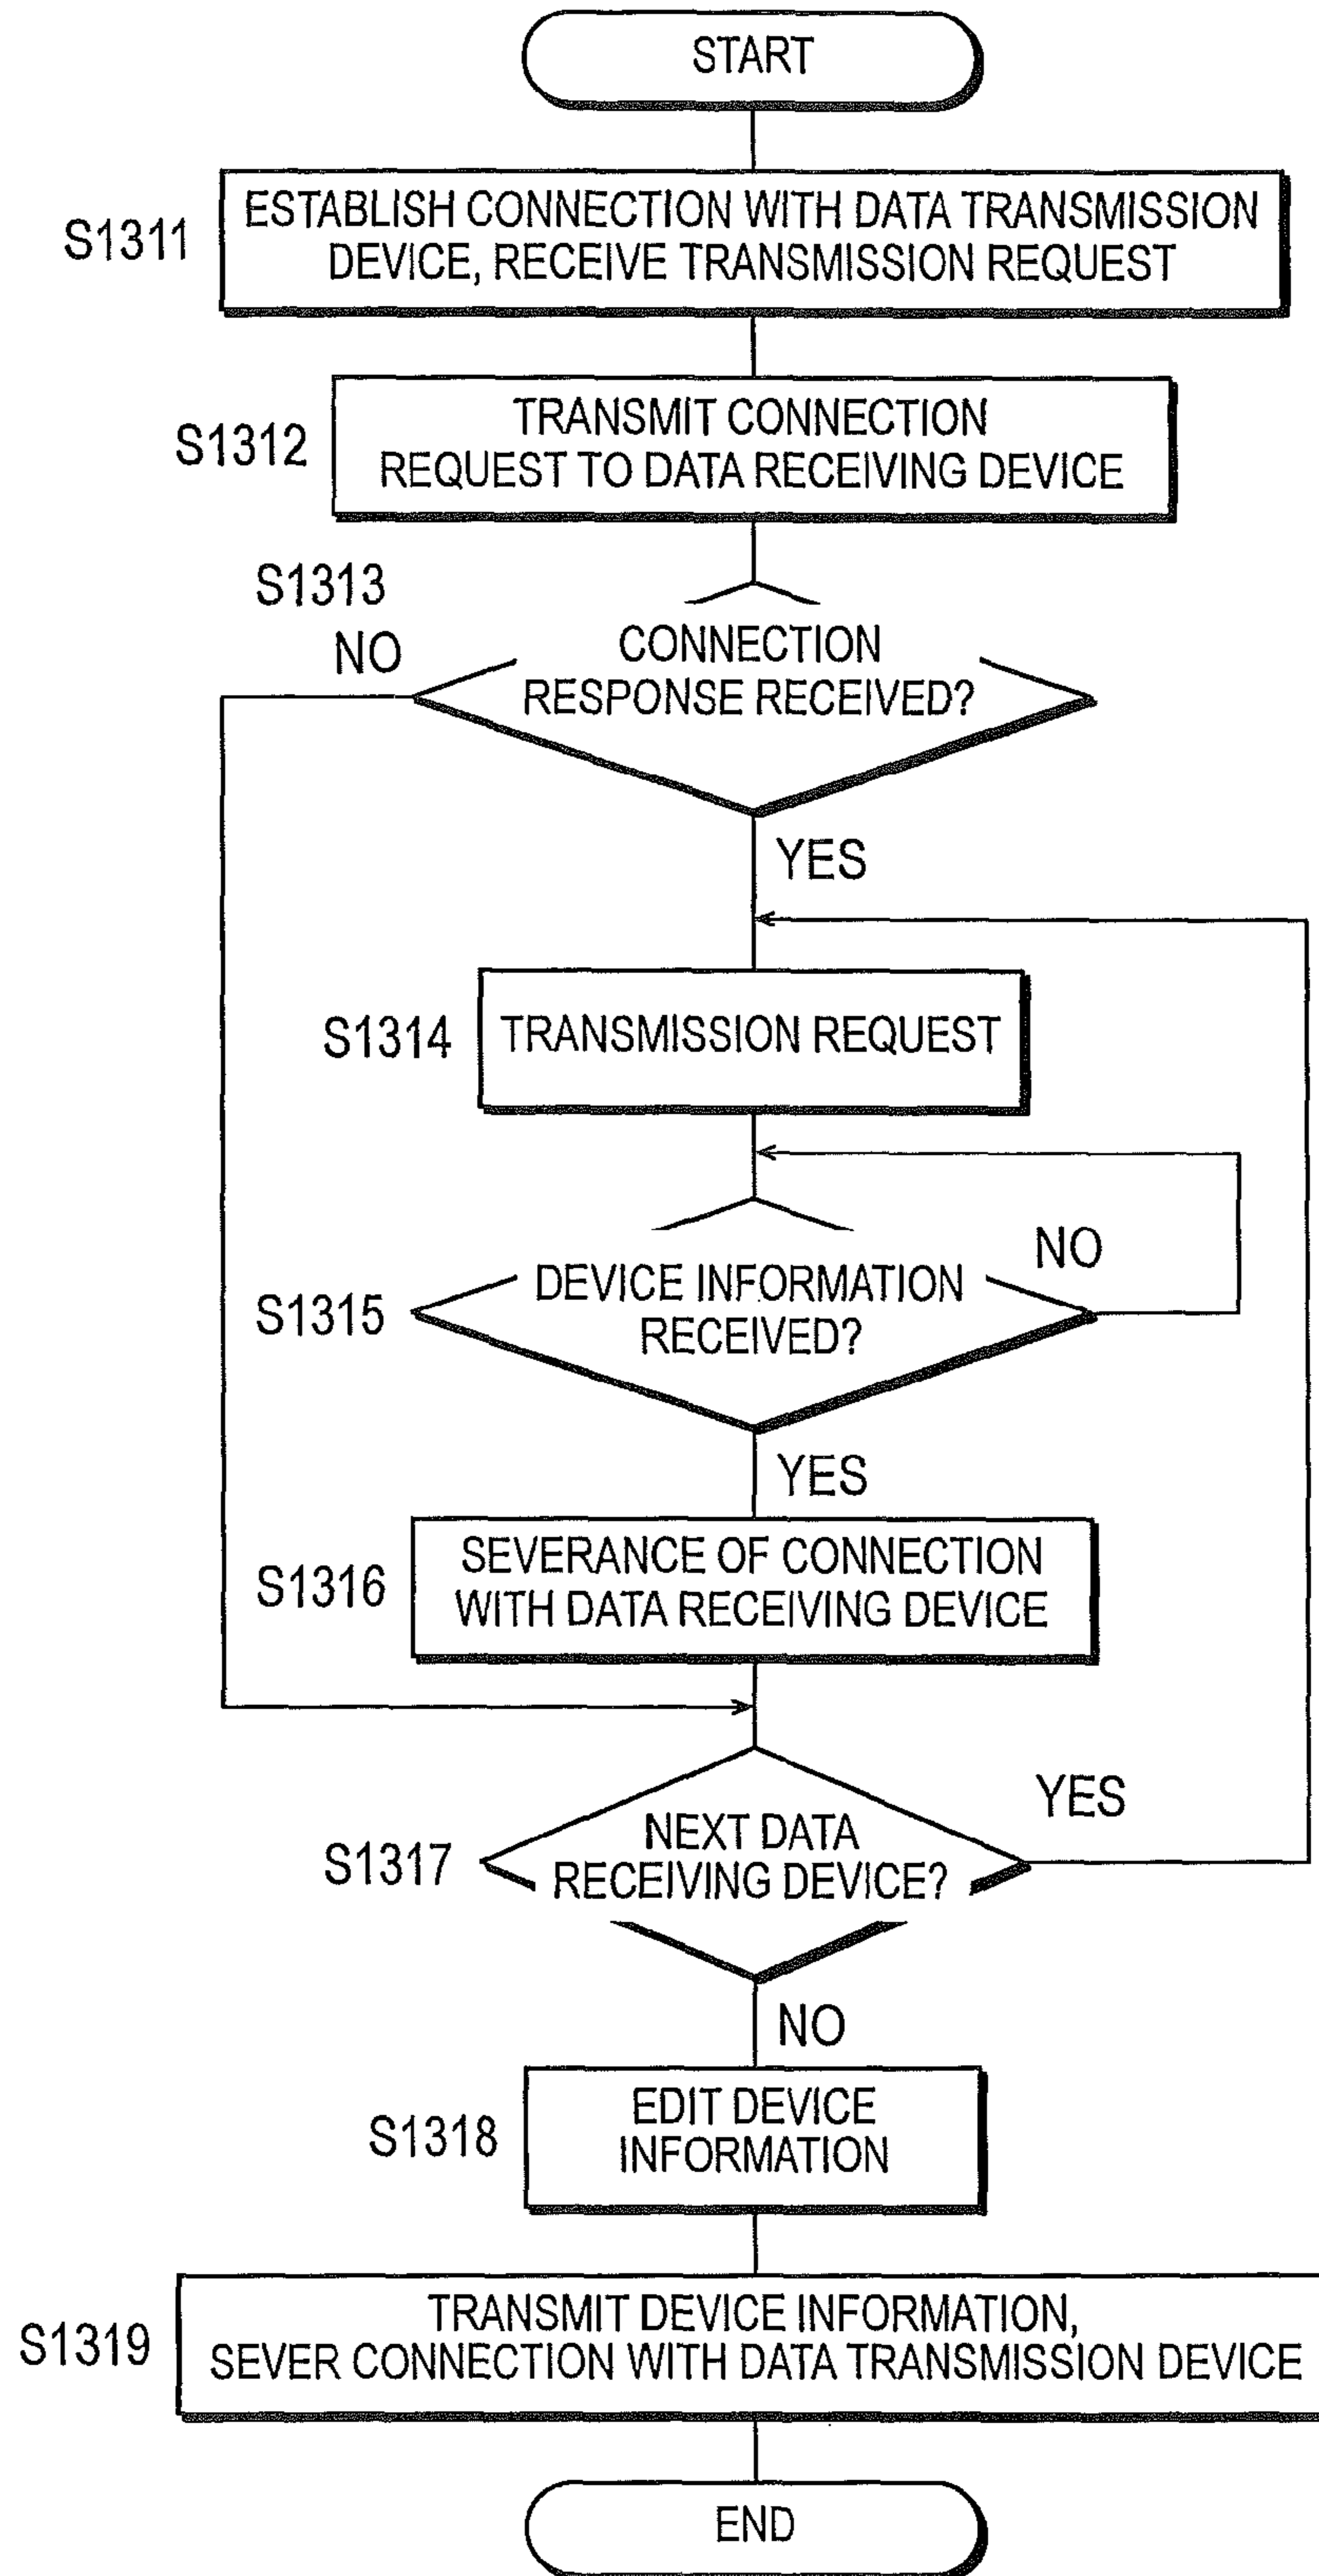 START
S1311
ESTABLISH CONNECTION WITH DATA TRANSMISSION
DEVICE, RECEIVE TRANSMISSION REQUEST
S1312
TRANSMIT CONNECTION
REQUEST TO DATA RECEIVING DEVICE
S1313
NO
CONNECTION
RESPONSE RECEIVED?
YES
S1314
TRANSMISSION REQUEST
S1315
DEVICE INFORMATION
RECEIVED?
NO
YES
S1316
SEVERANCE OF CONNECTION
WITH DATA RECEIVING DEVICE
S1317
NEXT DATA
RECEIVING DEVICE?
YES
NO
S1318
EDIT DEVICE
INFORMATION
S1319
TRANSMIT DEVICE INFORMATION,
SEVER CONNECTION WITH DATA TRANSMISSION DEVICE
END